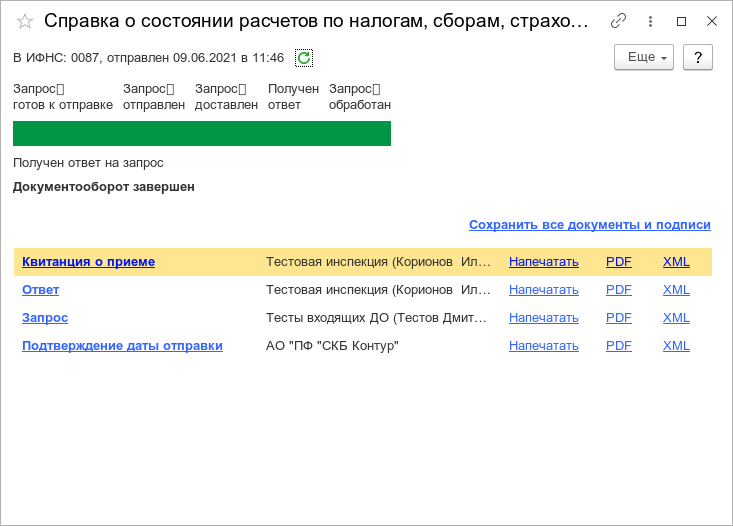 Справка о состоянии расчетов по налогам, сборам, страхо...
В ИФНС: 0087, отправлен 09.06.2021 в 11:46
Еще
?
Запрос готов к отправке
Запрос отправлен
Запрос доставлен
Получен ответ
Запрос обработан
Получен ответ на запрос
Документооборот завершен
Сохранить все документы и подписи
Квитанция о приеме Тестовая инспекция (Корионов Ил... Напечатать PDF XML
Ответ Тестовая инспекция (Корионов Ил... Напечатать PDF XML
Запрос Тесты входящих ДО (Тестов Дмит... Напечатать PDF XML
Подтверждение даты отправки АО "ПФ "СКБ Контур" Напечатать PDF XML